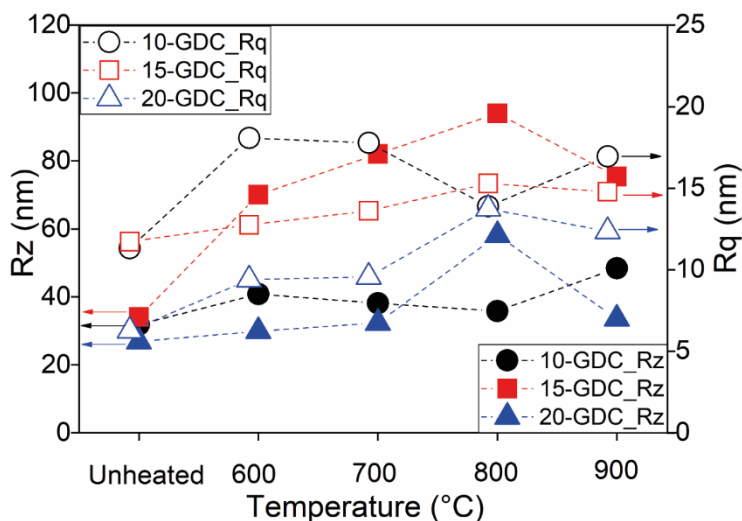 120
100
80
60
40
20
0
Rz (nm)
10-GDC_Rq
15-GDC_Rq
20-GDC_Rq
25
20
15
10
5
0
Rq (nm)
10-GDC_Rz
15-GDC_Rz
20-GDC_Rz
Unheated 600 700 800 900
Temperature (°C)